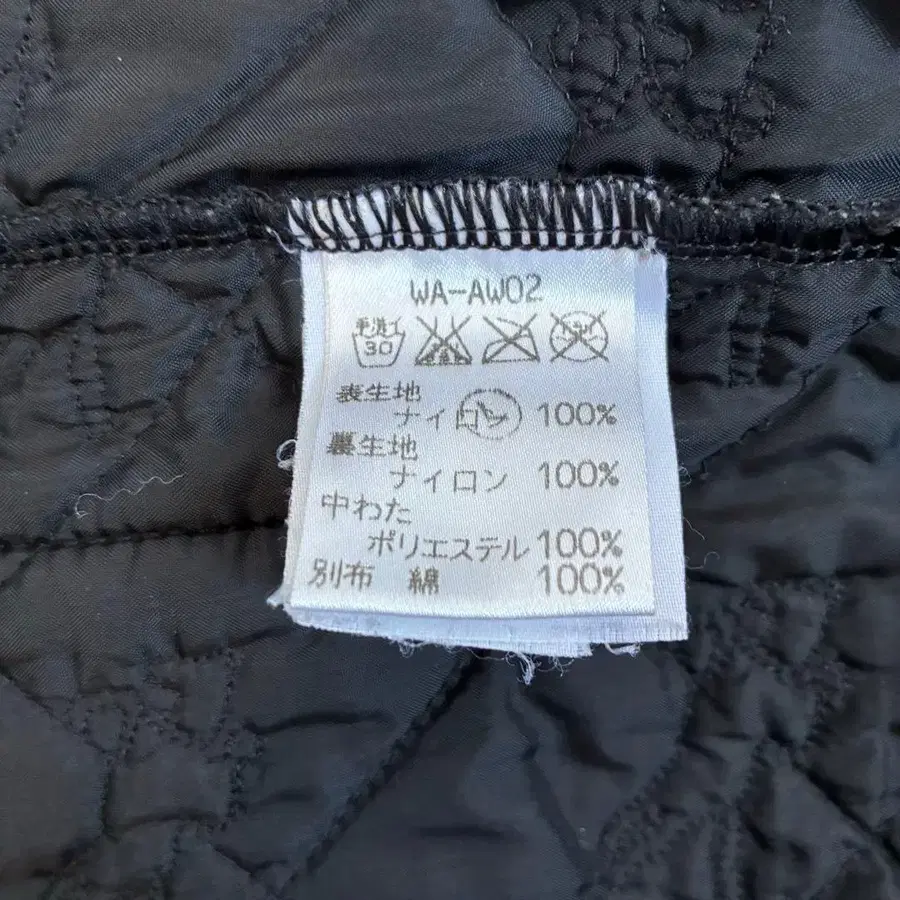 WA-AW02
手洗イ
30
表生地
ナイロン 100%
裏生地
ナイロン 100%
中わた
ポリエステル 100%
別布 綿 100%